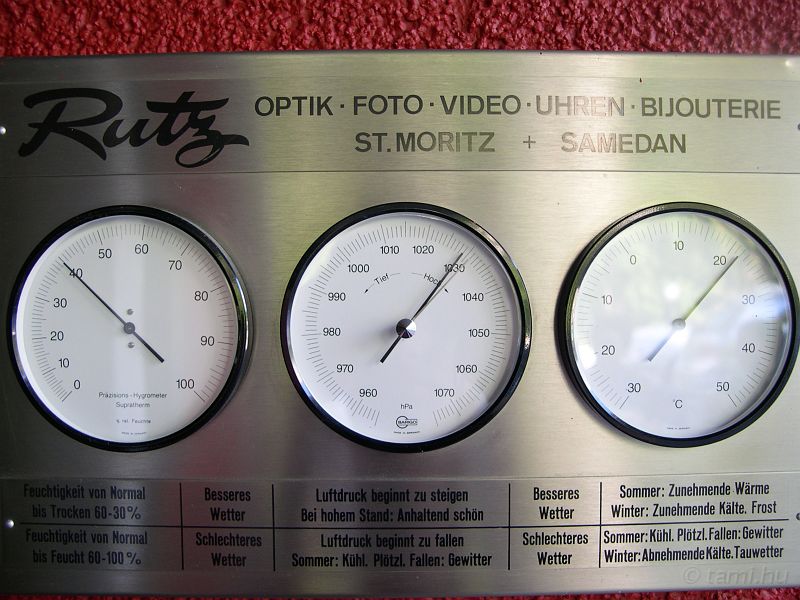 Rutz
OPTIK · FOTO · VIDEO · UHREN · BIJOUTERIE
ST. MORITZ + SAMEDAN
0
10
20
30
40
50
60
70
80
90
100
Präzisions-Hygrometer
Supratherm
% rel. Feuchte
960
970
980
990
1000
1010
1020
1030
1040
1050
1060
1070
Tief
Hoch
hPa
BARIGO
30
20
10
0
10
20
30
40
50
°C
Feuchtigkeit von Normal
bis Trocken 60-30%
Besseres
Wetter
Luftdruck beginnt zu steigen
Bei hohem Stand: Anhaltend schön
Besseres
Wetter
Sommer: Zunehmende Wärme
Winter: Zunehmende Kälte. Frost
Feuchtigkeit von Normal
bis Feucht 60-100%
Schlechteres
Wetter
Luftdruck beginnt zu fallen
Sommer: Kühl. Plötzl. Fallen: Gewitter
Schlechteres
Wetter
Sommer: Kühl. Plötzl. Fallen: Gewitter
Winter: Abnehmende Kälte. Tauwetter
© tami.hu